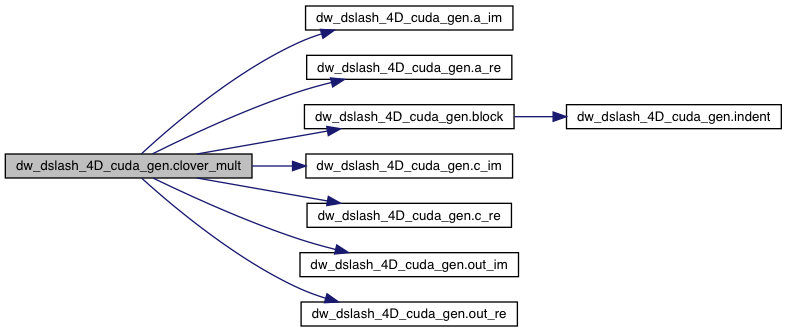 dw_dslash_4D_cuda_gen.a_im
dw_dslash_4D_cuda_gen.a_re
dw_dslash_4D_cuda_gen.block
dw_dslash_4D_cuda_gen.indent
dw_dslash_4D_cuda_gen.clover_mult
dw_dslash_4D_cuda_gen.c_im
dw_dslash_4D_cuda_gen.c_re
dw_dslash_4D_cuda_gen.out_im
dw_dslash_4D_cuda_gen.out_re